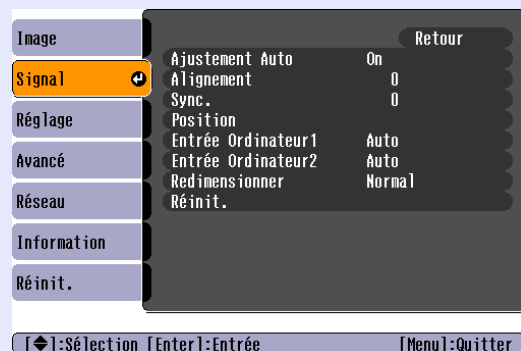 Image
Signal
Réglage
Avancé
Réseau
Information
Réinit.
Retour
Ajustement Auto On
Alignement 0
Sync. 0
Position
Entrée Ordinateur1 Auto
Entrée Ordinateur2 Auto
Redimensionner Normal
Réinit.
[◆]:Sélection [Enter]:Entrée [Menu]:Quitter